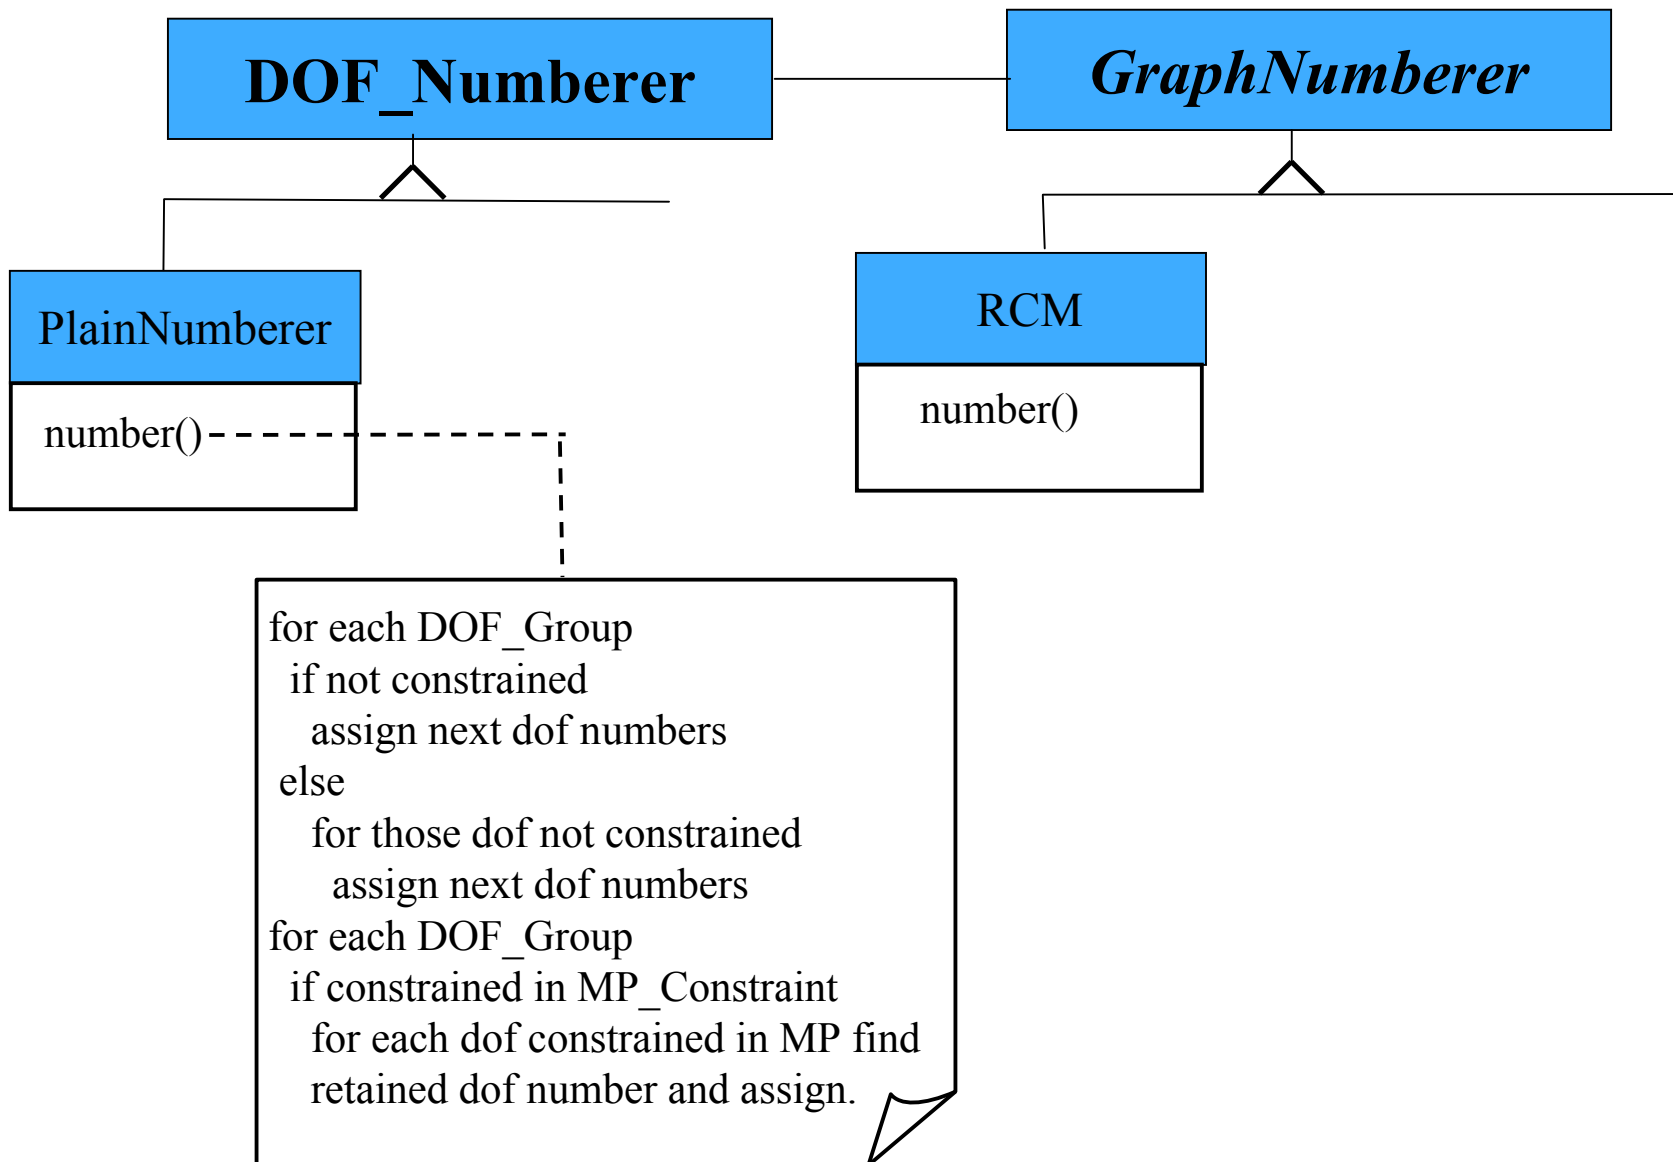 DOF_Numberer
GraphNumberer
PlainNumberer
number()
RCM
number()
for each DOF_Group
if not constrained
assign next dof numbers
else
for those dof not constrained
assign next dof numbers
for each DOF_Group
if constrained in MP_Constraint
for each dof constrained in MP find
retained dof number and assign.